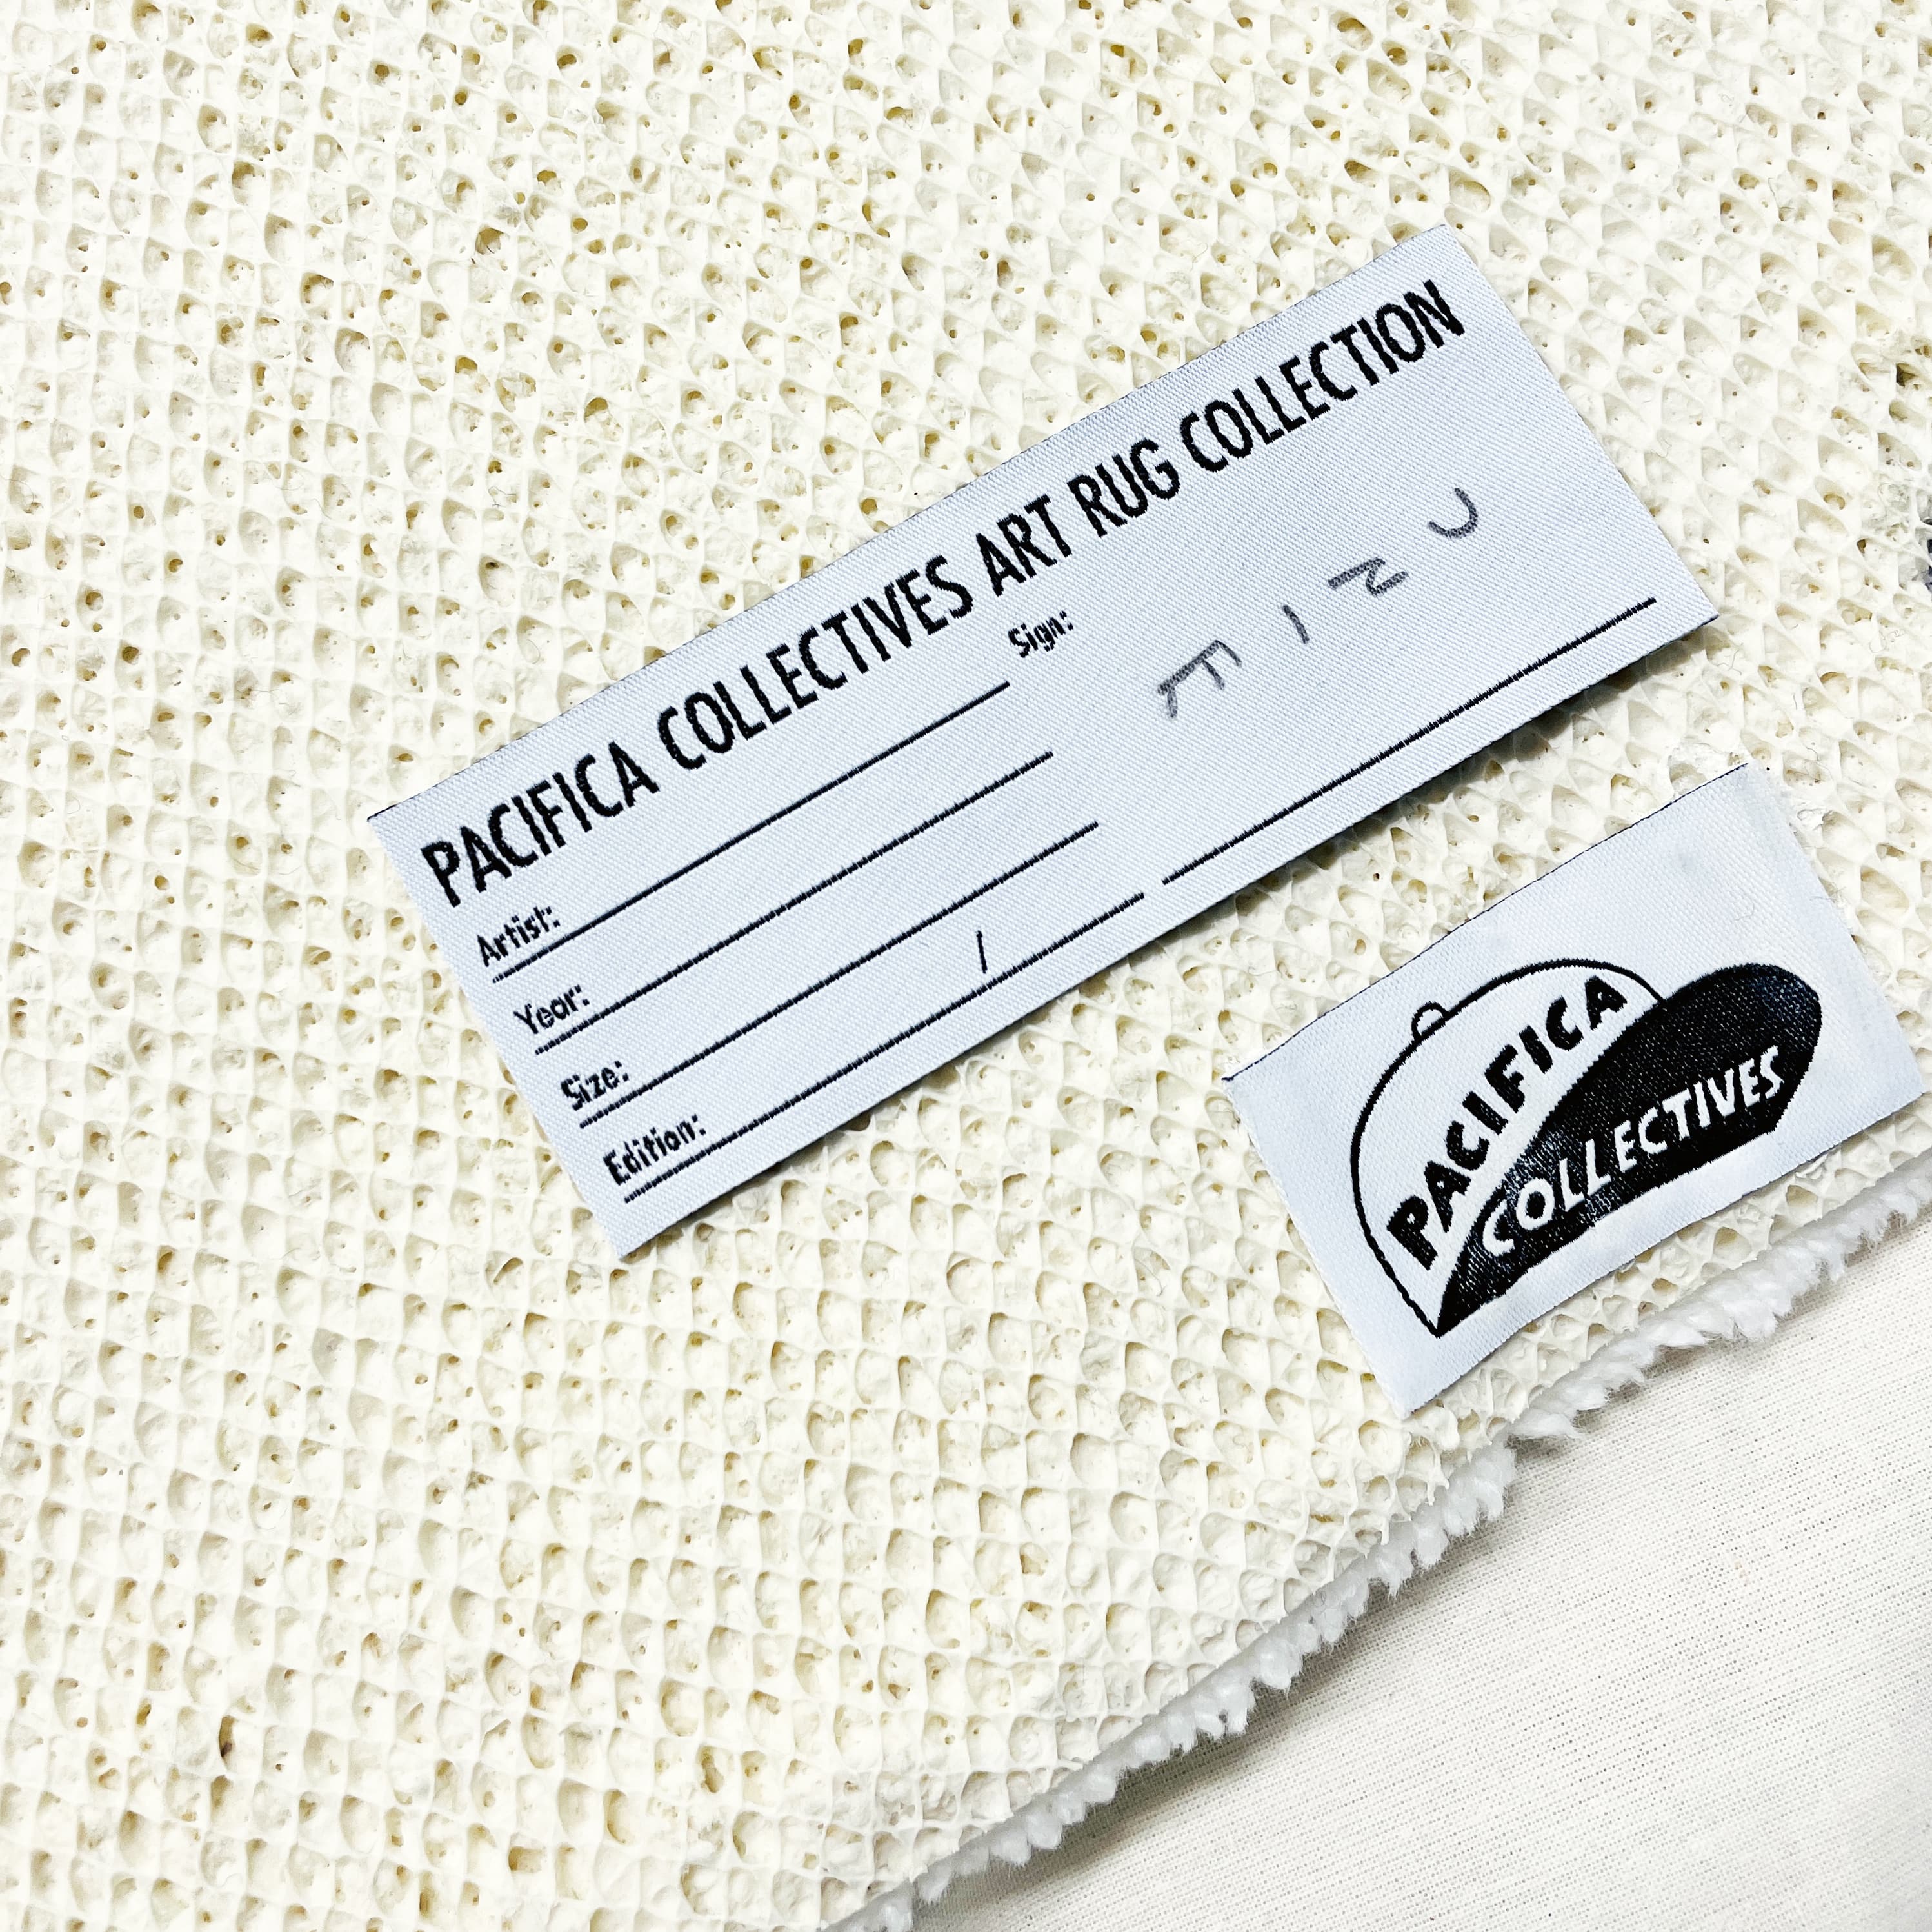 PACIFICA COLLECTIVES ART RUG COLLECTION
Artist:
Year:
Size:
Edition: /
Sign:
PACIFICA
COLLECTIVES